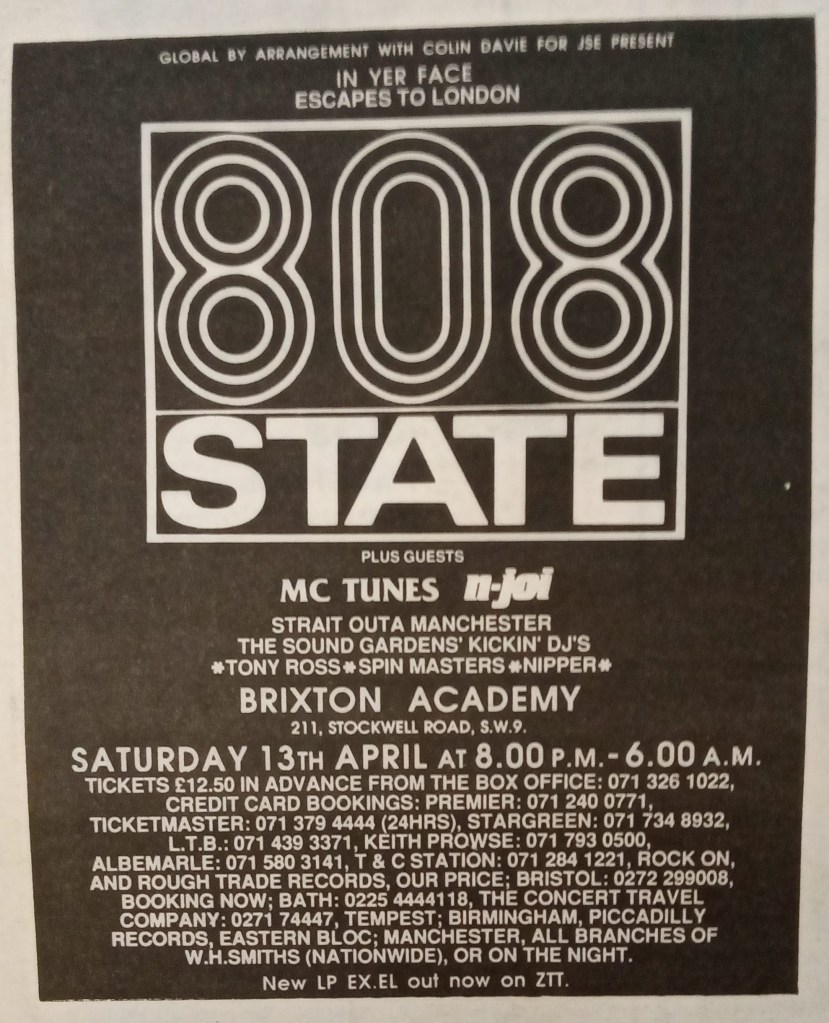 GLOBAL BY ARRANGEMENT WITH COLIN DAVIE FOR JSE PRESENT
IN YER FACE
ESCAPES TO LONDON
808
STATE
PLUS GUESTS
MC TUNES n-joi
STRAIT OUTA MANCHESTER
THE SOUND GARDENS' KICKIN' DJ'S
*TONY ROSS*SPIN MASTERS*NIPPER*
BRIXTON ACADEMY
211, STOCKWELL ROAD, S.W.9.
SATURDAY 13TH APRIL AT 8.00 P.M.-6.00 A.M.
TICKETS £12.50 IN ADVANCE FROM THE BOX OFFICE: 071 326 1022,
CREDIT CARD BOOKINGS: PREMIER: 071 240 0771,
TICKETMASTER: 071 379 4444 (24HRS), STARGREEN: 071 734 8932,
L.T.B.: 071 439 3371, KEITH PROWSE: 071 793 0500,
ALBEMARLE: 071 580 3141, T & C STATION: 071 284 1221, ROCK ON,
AND ROUGH TRADE RECORDS, OUR PRICE; BRISTOL: 0272 299008,
BOOKING NOW; BATH: 0225 4444118, THE CONCERT TRAVEL
COMPANY: 0271 74447, TEMPEST; BIRMINGHAM, PICCADILLY
RECORDS, EASTERN BLOC; MANCHESTER, ALL BRANCHES OF
W.H.SMITHS (NATIONWIDE), OR ON THE NIGHT.
New LP EX.EL out now on ZTT.